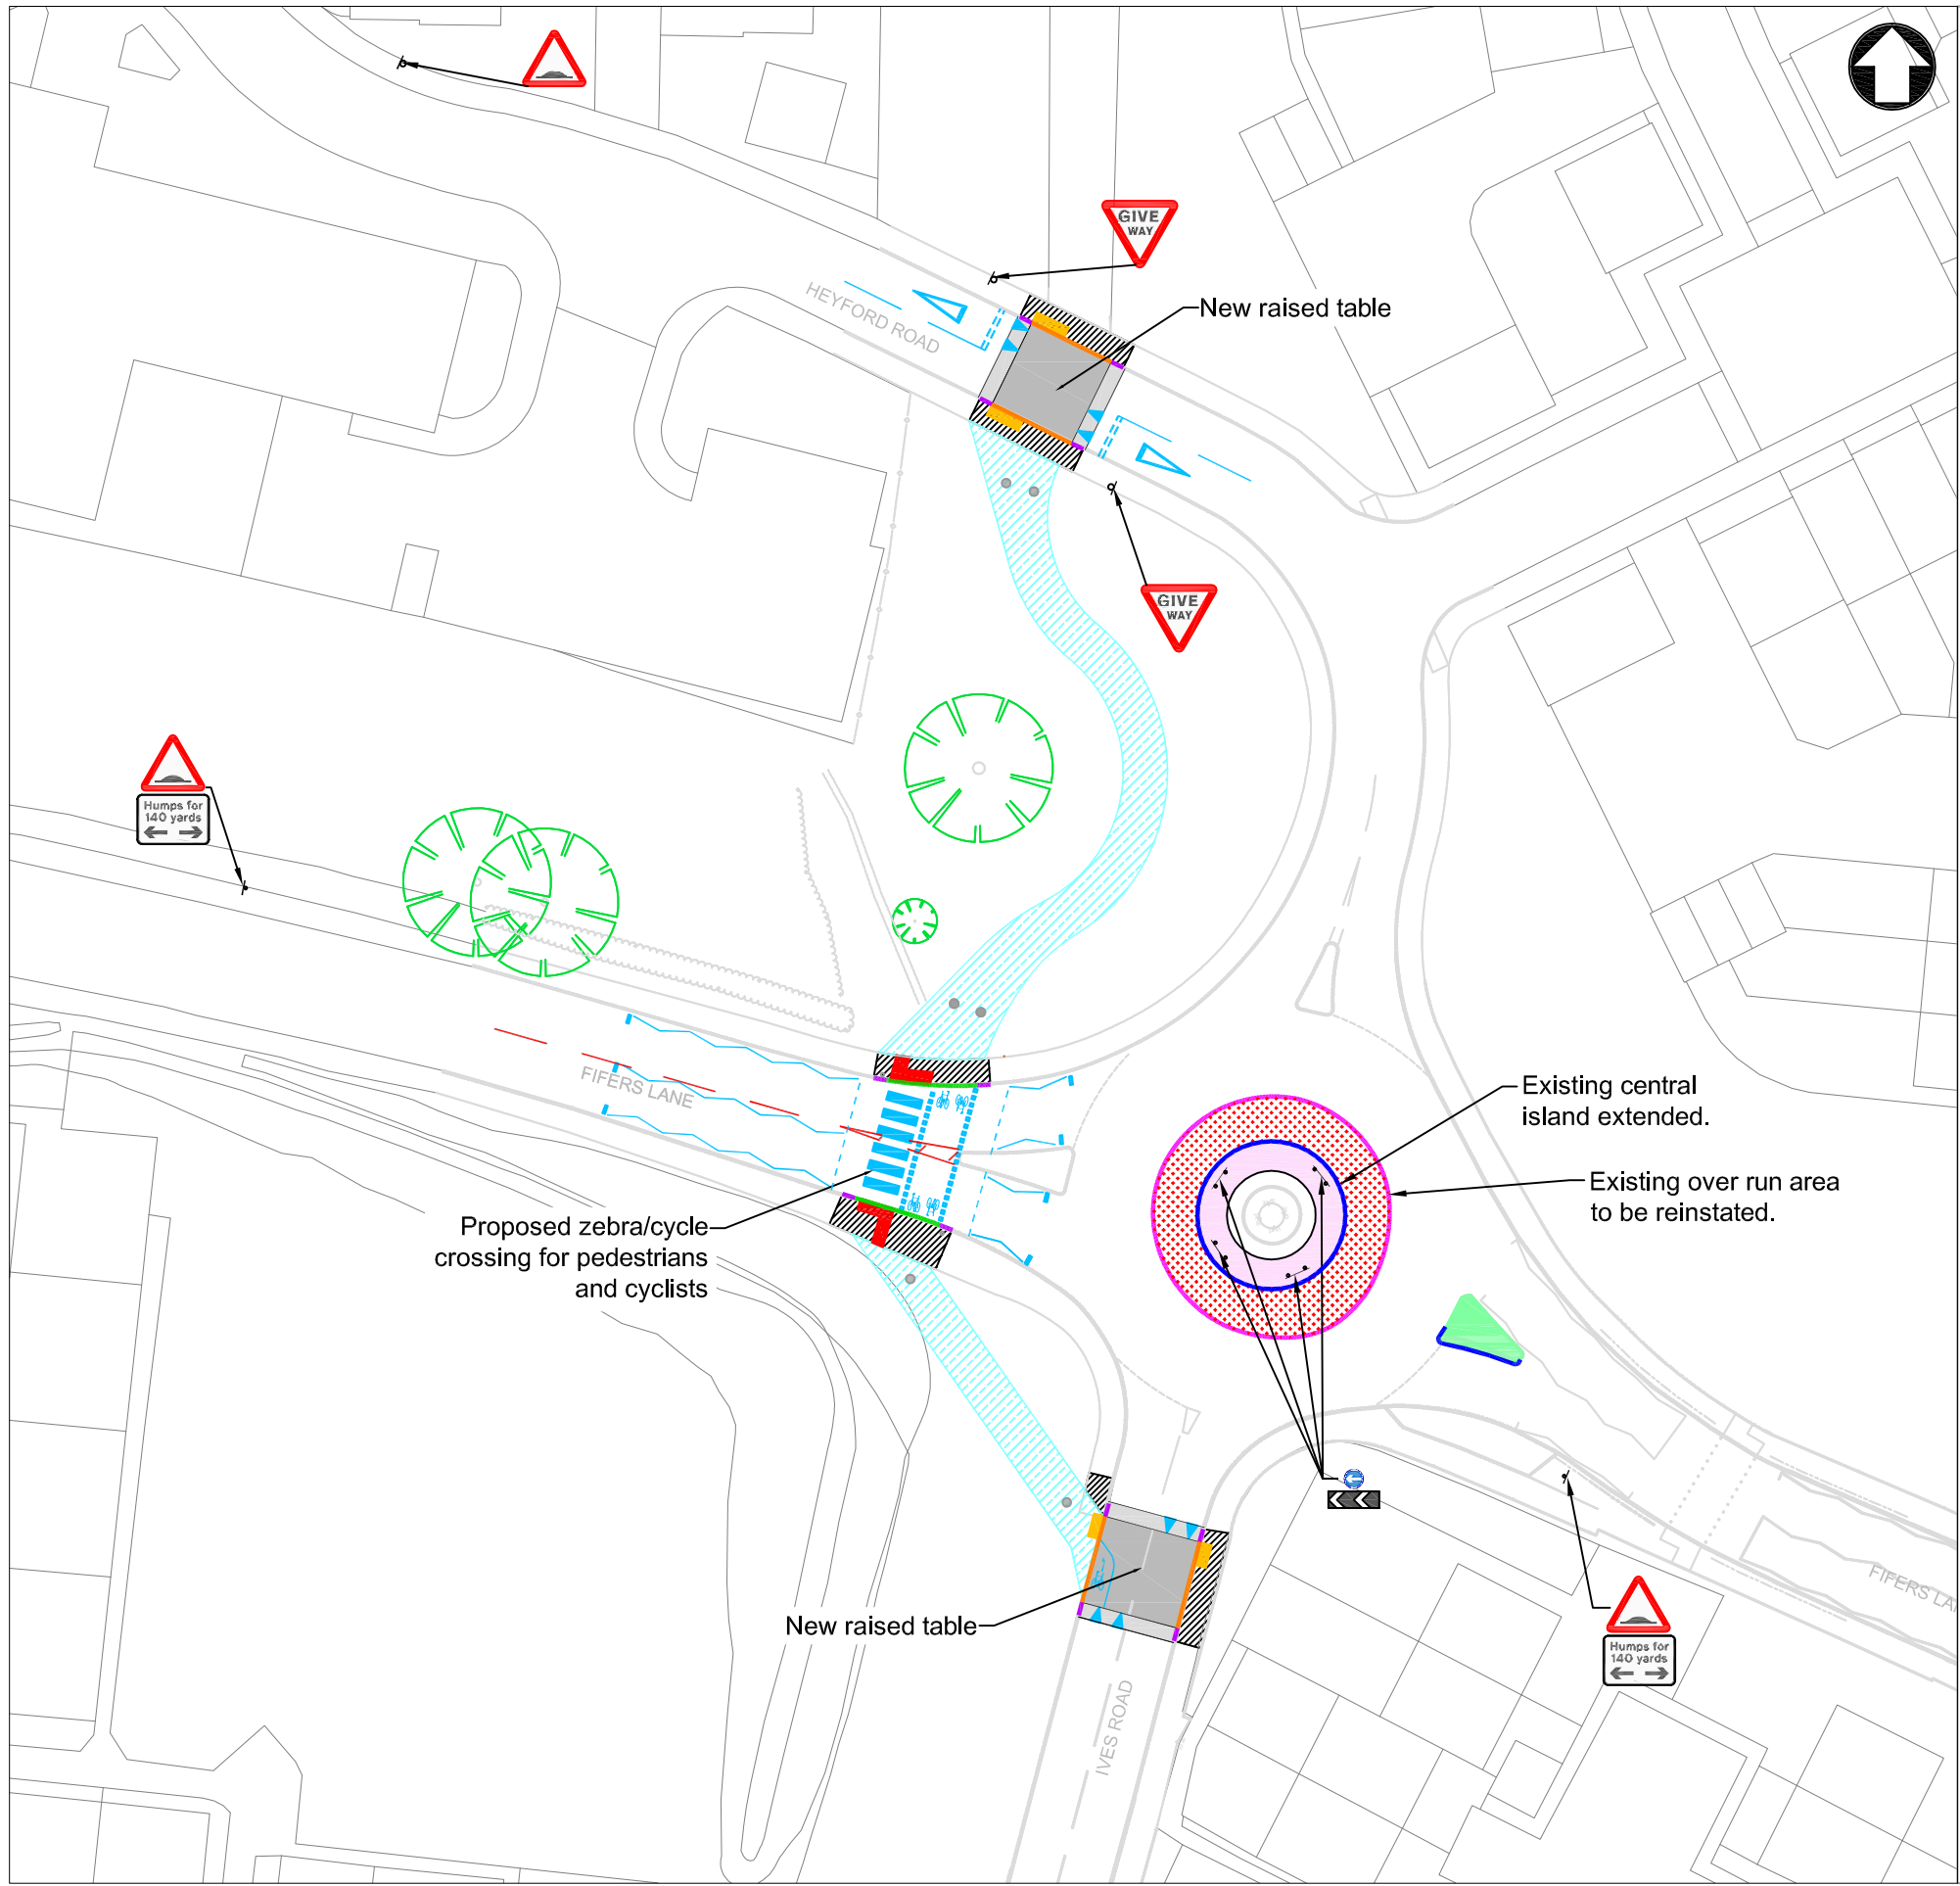 GIVE
WAY
New raised table
HEYFORD ROAD
GIVE
WAY
Humps for
140 yards
FIFERS LANE
Existing central
island extended.
Existing over run area
to be reinstated.
Proposed zebra/cycle
crossing for pedestrians
and cyclists
FIFERS
New raised table
Humps for
140 yards
IVES ROAD